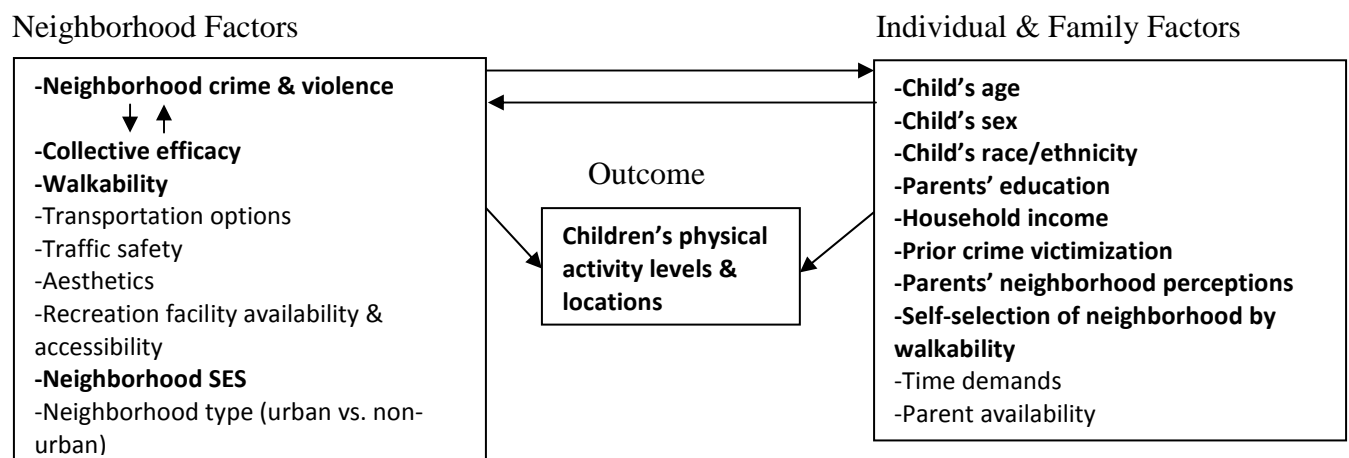 Neighborhood Factors
-Neighborhood crime & violence
-Collective efficacy
-Walkability
-Transportation options
-Traffic safety
-Aesthetics
-Recreation facility availability &
accessibility
-Neighborhood SES
-Neighborhood type (urban vs. non-
urban)
Outcome
Children’s physical
activity levels &
locations
Individual & Family Factors
-Child’s age
-Child’s sex
-Child’s race/ethnicity
-Parents’ education
-Household income
-Prior crime victimization
-Parents’ neighborhood perceptions
-Self-selection of neighborhood by
walkability
-Time demands
-Parent availability